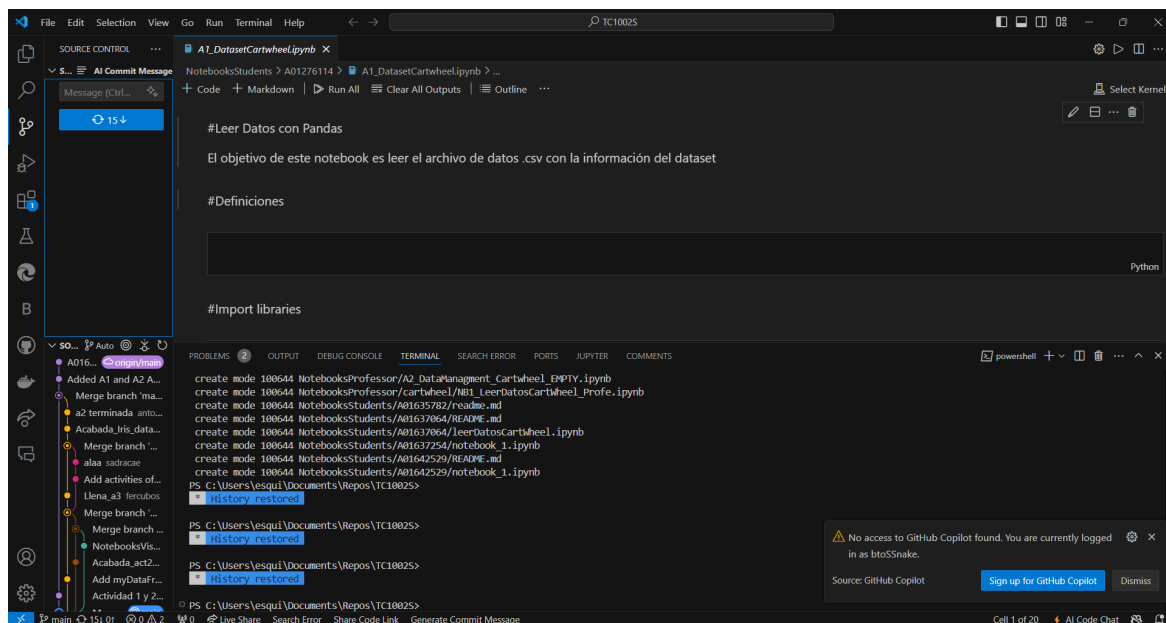 File Edit Selection View Go Run Terminal Help
TC1002S
SOURCE CONTROL ...
A1_DatasetCartwheel.ipynb
S... AI Commit Message
NotebooksStudents > A01276114 > A1_DatasetCartwheel.ipynb > ...
Message (Ctrl...
+ Code + Markdown Run All Clear All Outputs Outline ...
Select Kernel
15↓
#Leer Datos con Pandas
El objetivo de este notebook es leer el archivo de datos .csv con la información del dataset
#Definiciones
Python
#Import libraries
SO... Auto
A016... origin/main
Added A1 and A2 A...
Merge branch 'ma...
a2 terminada anto...
Acabada_Iris_data...
Merge branch '...
alaa sadracae
Add activities of...
Llena_a3 fercubos
Merge branch '...
Merge branch ...
NotebooksVis...
Acabada_act2...
Add myDataFr...
Actividad 1 y 2...
PROBLEMS 2 OUTPUT DEBUG CONSOLE TERMINAL SEARCH ERROR PORTS JUPYTER COMMENTS
powershell
create mode 100644 NotebooksProfessor/A2_DataManagment_Cartwheel_EMPTY.ipynb
create mode 100644 NotebooksProfessor/cartwheel/NB1_LeerDatosCartWheel_Profe.ipynb
create mode 100644 NotebooksStudents/A01635782/readme.md
create mode 100644 NotebooksStudents/A01637064/README.md
create mode 100644 NotebooksStudents/A01637064/leerDatosCartWheel.ipynb
create mode 100644 NotebooksStudents/A01637254/notebook_1.ipynb
create mode 100644 NotebooksStudents/A01642529/README.md
create mode 100644 NotebooksStudents/A01642529/notebook_1.ipynb
PS C:\Users\esqui\Documents\Repos\TC1002S>
* History restored
PS C:\Users\esqui\Documents\Repos\TC1002S>
* History restored
PS C:\Users\esqui\Documents\Repos\TC1002S>
* History restored
PS C:\Users\esqui\Documents\Repos\TC1002S>
No access to GitHub Copilot found. You are currently logged
in as btoSSnake.
Source: GitHub Copilot
Sign up for GitHub Copilot
Dismiss
main 15↓ 0↑ 0 2 0 Live Share Search Error Share Code Link Generate Commit Message
Cell 1 of 20 AI Code Chat